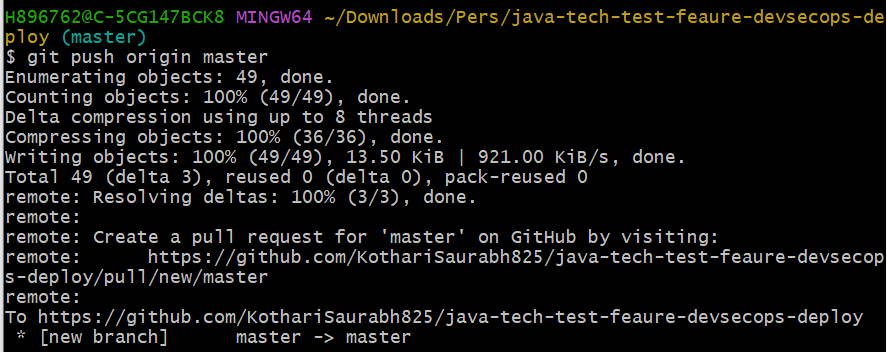 H896762@C-5CG147BCK8 MINGW64 ~/Downloads/Pers/java-tech-test-feaure-devsecops-de
ploy (master)
$ git push origin master
Enumerating objects: 49, done.
Counting objects: 100% (49/49), done.
Delta compression using up to 8 threads
Compressing objects: 100% (36/36), done.
Writing objects: 100% (49/49), 13.50 KiB | 921.00 KiB/s, done.
Total 49 (delta 3), reused 0 (delta 0), pack-reused 0
remote: Resolving deltas: 100% (3/3), done.
remote:
remote: Create a pull request for 'master' on GitHub by visiting:
remote:      https://github.com/KothariSaurabh825/java-tech-test-feaure-devsecop
s-deploy/pull/new/master
remote:
To https://github.com/KothariSaurabh825/java-tech-test-feaure-devsecops-deploy
 * [new branch]      master -> master